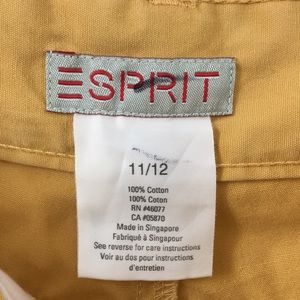 ESPRIT
11/12
100% Cotton
100% Coton
RN #46077
CA #05870
Made in Singapore
Fabriqué à Singapour
See reverse for care instructions
Voir au dos pour instructions
d'entretien